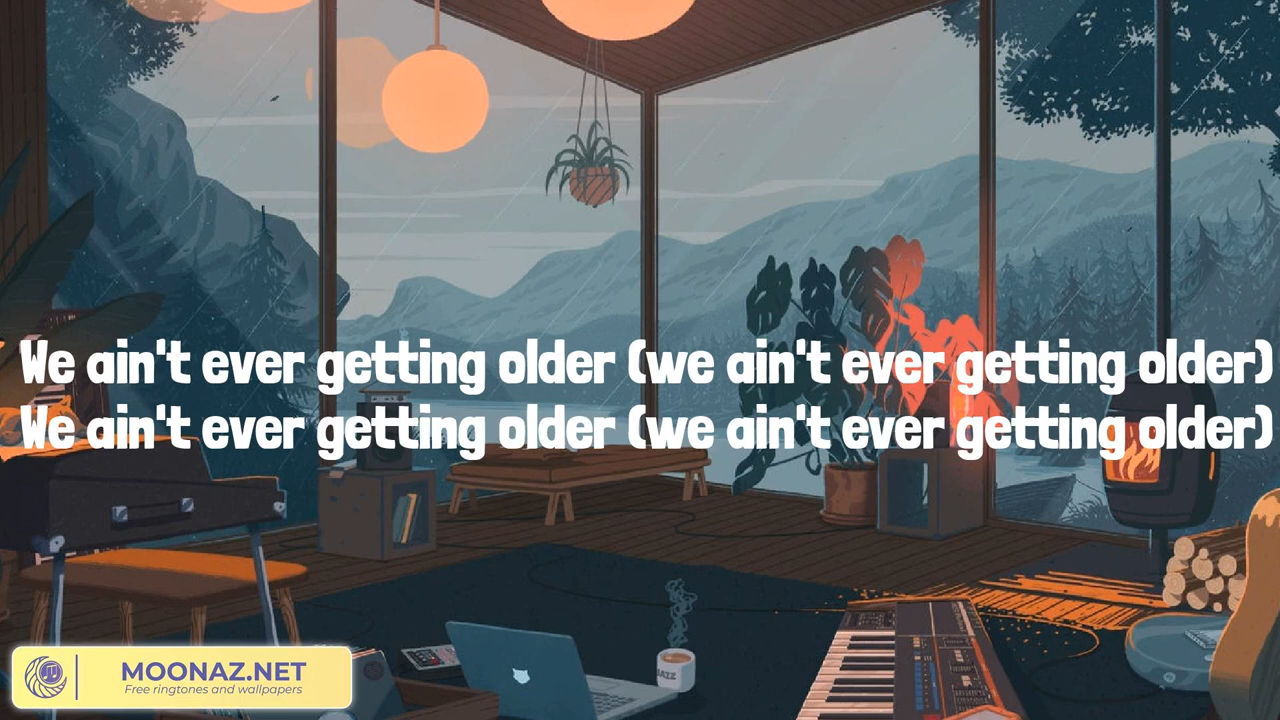 We ain't ever getting older (we ain't ever getting older)
We ain't ever getting older (we ain't ever getting older)
MOONAZ.NET
Free ringtones and wallpapers